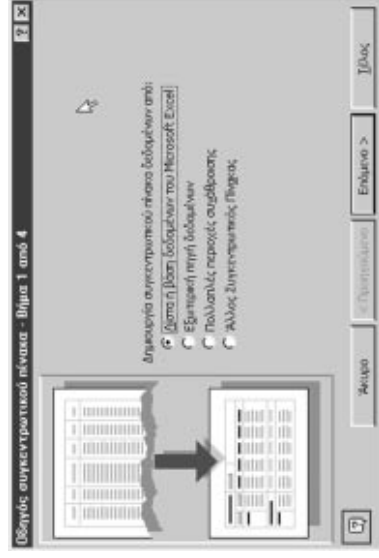 Οδηγός συγκεντρωτικού πίνακα - Βήμα 1 από 4
Δημιουργία συγκεντρωτικού πίνακα δεδομένων από:
Λίστα ή βάση δεδομένων του Microsoft Excel
Εξωτερική πηγή δεδομένων
Πολλαπλές περιοχές συνάθροισης
Άλλος Συγκεντρωτικός Πίνακας
Άκυρο
< Προηγούμενο
Επόμενο >
Τέλος